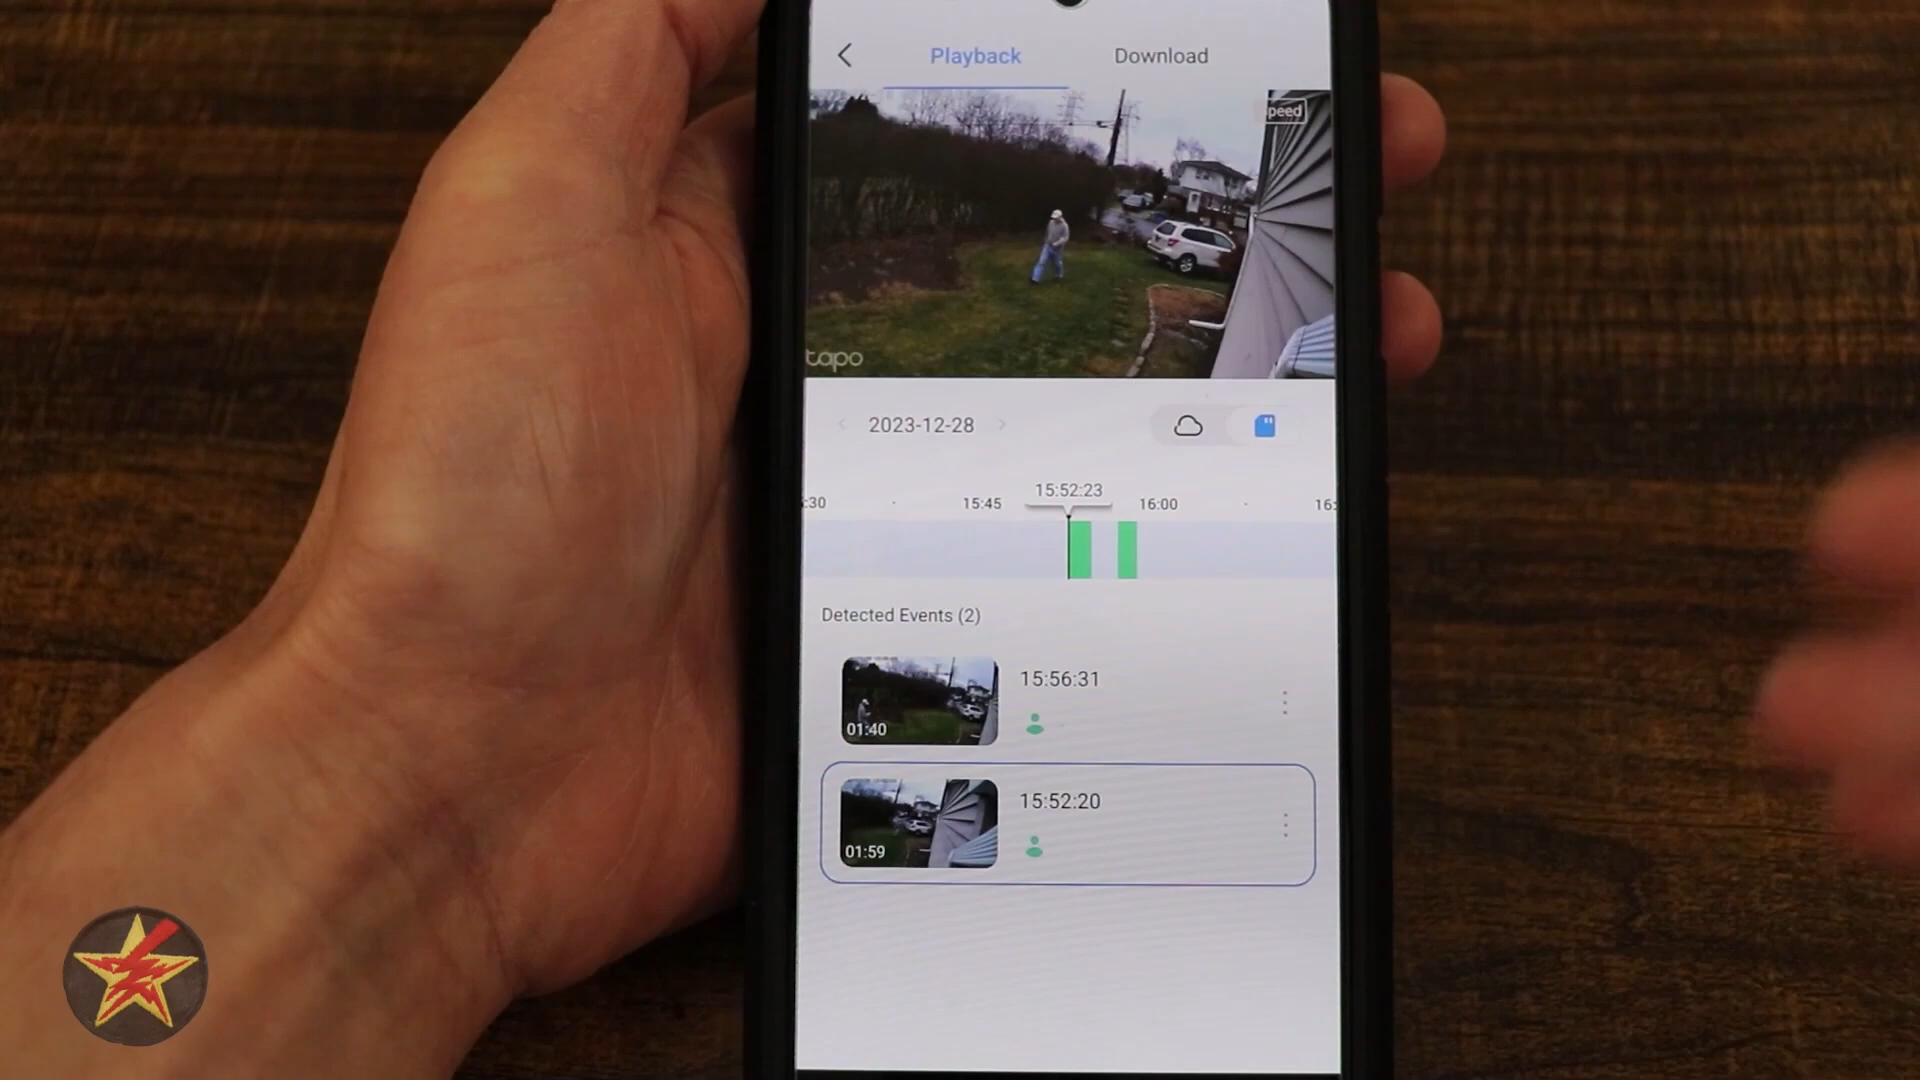 Playback Download
peed
tapo
2023-12-28
15:52:23
:30 15:45 16:00 16:
Detected Events (2)
15:56:31
01:40
15:52:20
01:59